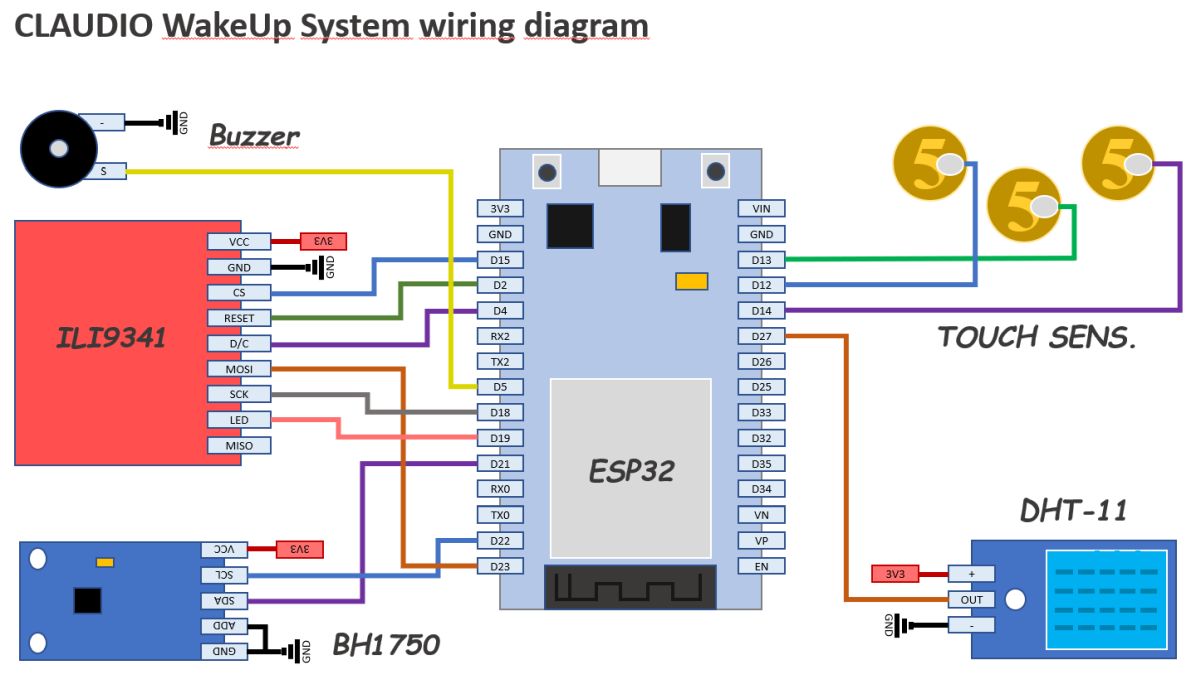 CLAUDIO WakeUp System wiring diagram
-
GND
Buzzer
S
5
5
5
3V3
GND
D15
D2
D4
RX2
TX2
D5
D18
D19
D21
RX0
TX0
D22
D23
VIN
GND
D13
D12
D14
D27
D26
D25
D33
D32
D35
D34
VN
VP
EN
ESP32
TOUCH SENS.
ILI9341
VCC
3V3
GND
GND
CS
RESET
D/C
MOSI
SCK
LED
MISO
VCC
3V3
SCL
SDA
ADD
GND
GND
BH1750
DHT-11
3V3
+
OUT
GND
-